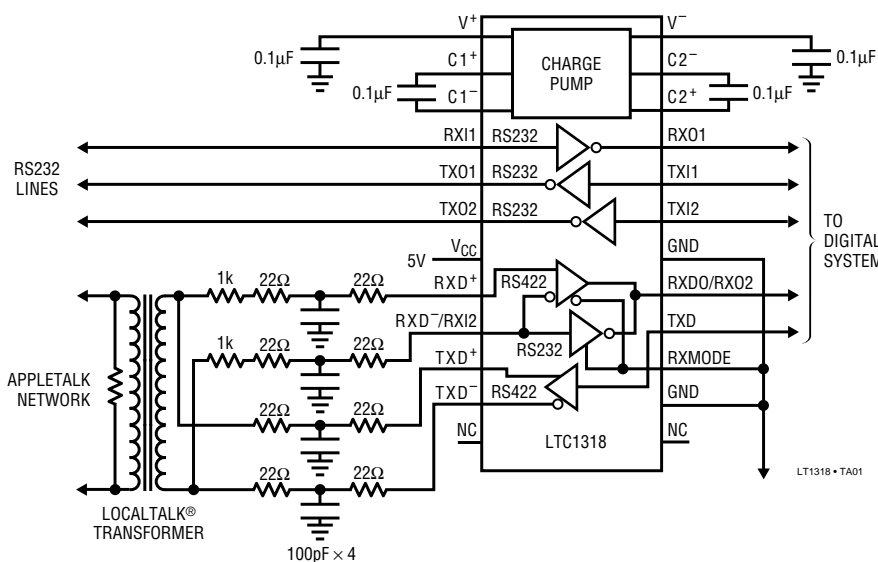 V+ V−
0.1µF C1+ CHARGE PUMP C2− 0.1µF
0.1µF C1− C2+ 0.1µF
RS232 LINES
RXI1 RS232 RXO1
TXO1 RS232 TXI1
TXO2 RS232 TXI2
TO DIGITAL SYSTEM
VCC GND
5V
1k 22Ω 22Ω RXD+ RS422 RXDO/RXO2
RXD−/RXI2 TXD
1k 22Ω 22Ω RS232
TXD+ RXMODE
APPLETALK NETWORK
22Ω 22Ω TXD− RS422 GND
NC LTC1318 NC
22Ω 22Ω
LT1318 • TA01
LOCALTALK® TRANSFORMER
100pF × 4